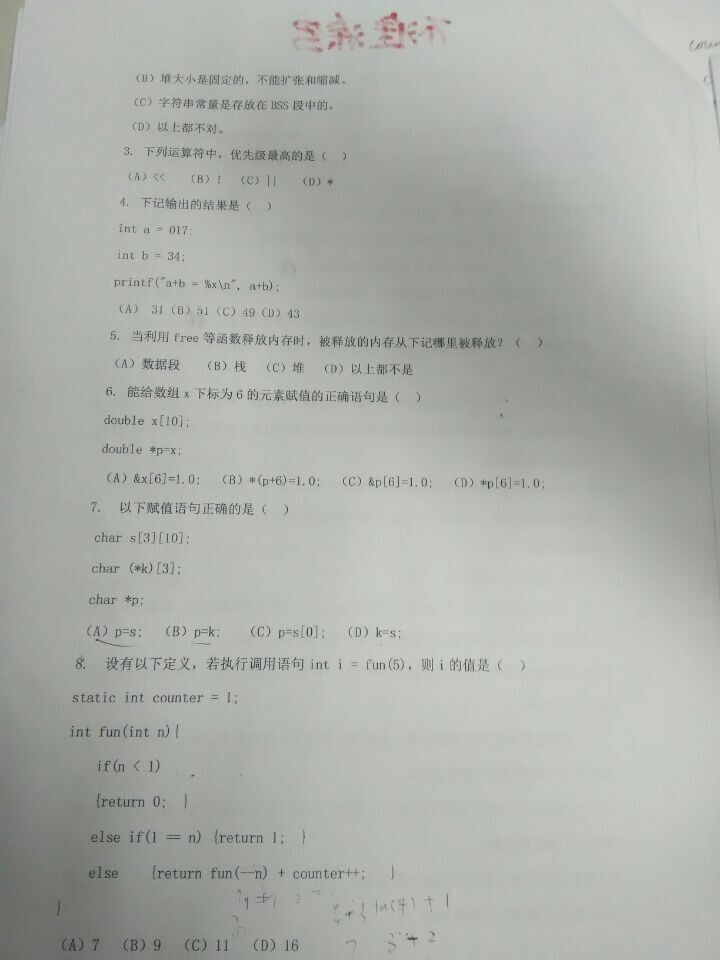 不准涂写
(B) 堆大小是固定的，不能扩张和缩减。
(C) 字符串常量是存放在 BSS 段中的。
(D) 以上都不对。
3. 下列运算符中，优先级最高的是（ ）
(A) << (B) ! (C) || (D) *
4. 下记输出的结果是（ ）
int a = 017;
int b = 34;
printf("a+b = %x\n", a+b);
(A) 31 (B) 51 (C) 49 (D) 43
5. 当利用 free 等函数释放内存时，被释放的内存从下记哪里被释放？（ ）
(A) 数据段 (B) 栈 (C) 堆 (D) 以上都不是
6. 能给数组 x 下标为 6 的元素赋值的正确语句是（ ）
double x[10];
double *p=x;
(A) &x[6]=1.0; (B) *(p+6)=1.0; (C) &p[6]=1.0; (D) *p[6]=1.0;
7. 以下赋值语句正确的是（ ）
char s[3][10];
char (*k)[3];
char *p;
(A) p=s; (B) p=k; (C) p=s[0]; (D) k=s;
8. 设有以下定义，若执行调用语句 int i = fun(5)，则 i 的值是（ ）
static int counter = 1;
int fun(int n){
if(n < 1)
{return 0; }
else if(1 == n) {return 1; }
else {return fun(--n) + counter++; }
}
(A) 7 (B) 9 (C) 11 (D) 16